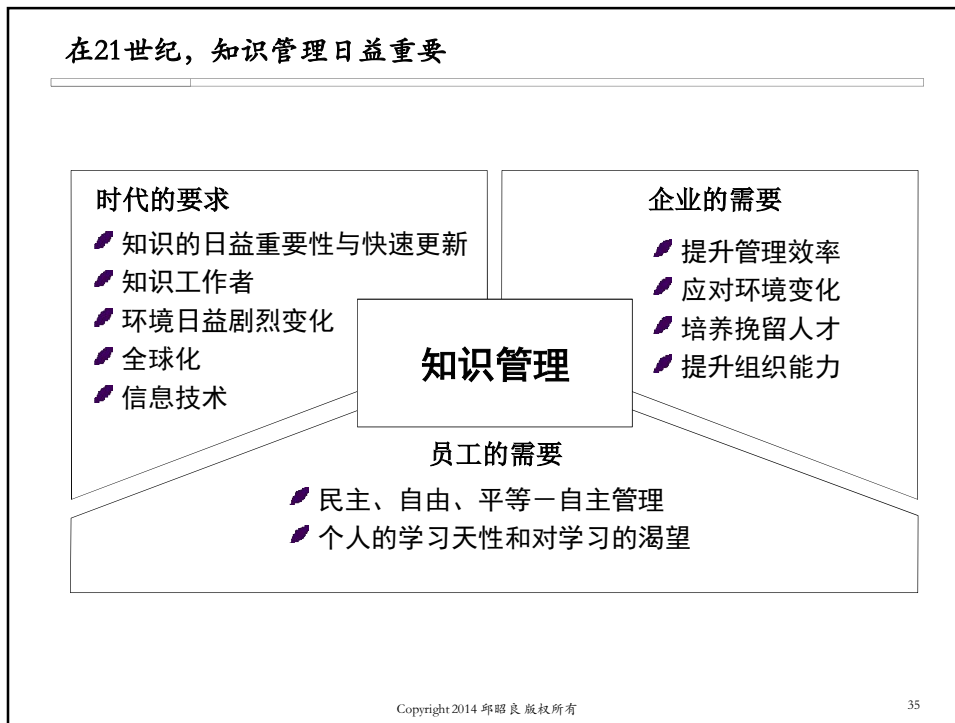 在21世纪，知识管理日益重要
时代的要求
知识的日益重要性与快速更新
知识工作者
环境日益剧烈变化
全球化
信息技术
企业的需要
提升管理效率
应对环境变化
培养挽留人才
提升组织能力
知识管理
员工的需要
民主、自由、平等－自主管理
个人的学习天性和对学习的渴望
Copyright 2014 邱昭良 版权所有
35